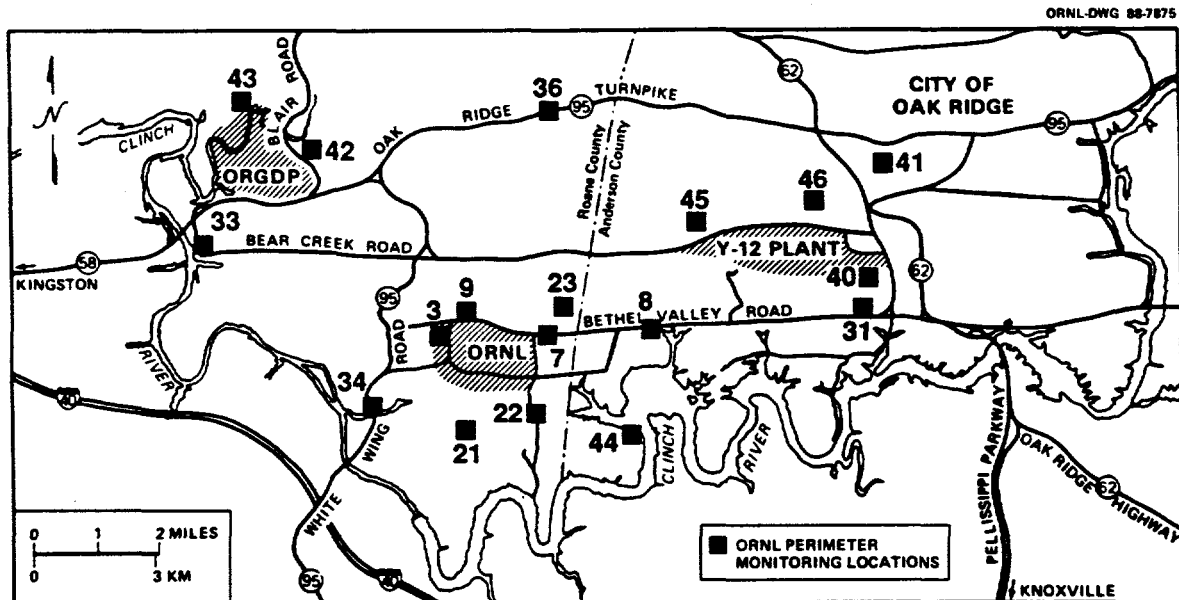 ORNL-DWG 88-7875
43
BLAIR ROAD
62
36
95
TURNPIKE
RIDGE
OAK
CITY OF
OAK RIDGE
95
N
CLINCH
42
ORGDP
41
Roane County
Anderson County
46
45
33
BEAR CREEK ROAD
Y-12 PLANT
58
KINGSTON
40
62
9
23
95
3
8
BETHEL VALLEY ROAD
31
ROAD
ORNL
7
RIVER
34
40
22
WING
21
44
CLINCH
RIVER
PELLISSIPPI PARKWAY
OAK RIDGE
62
HIGHWAY
WHITE
0 1 2 MILES
0 3 KM
ORNL PERIMETER
MONITORING LOCATIONS
95
40
KNOXVILLE